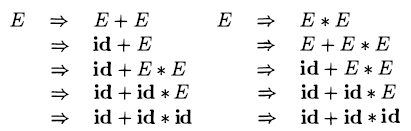 E ⇒ E + E E ⇒ E * E
⇒ id + E ⇒ E + E * E
⇒ id + E * E ⇒ id + E * E
⇒ id + id * E ⇒ id + id * E
⇒ id + id * id ⇒ id + id * id